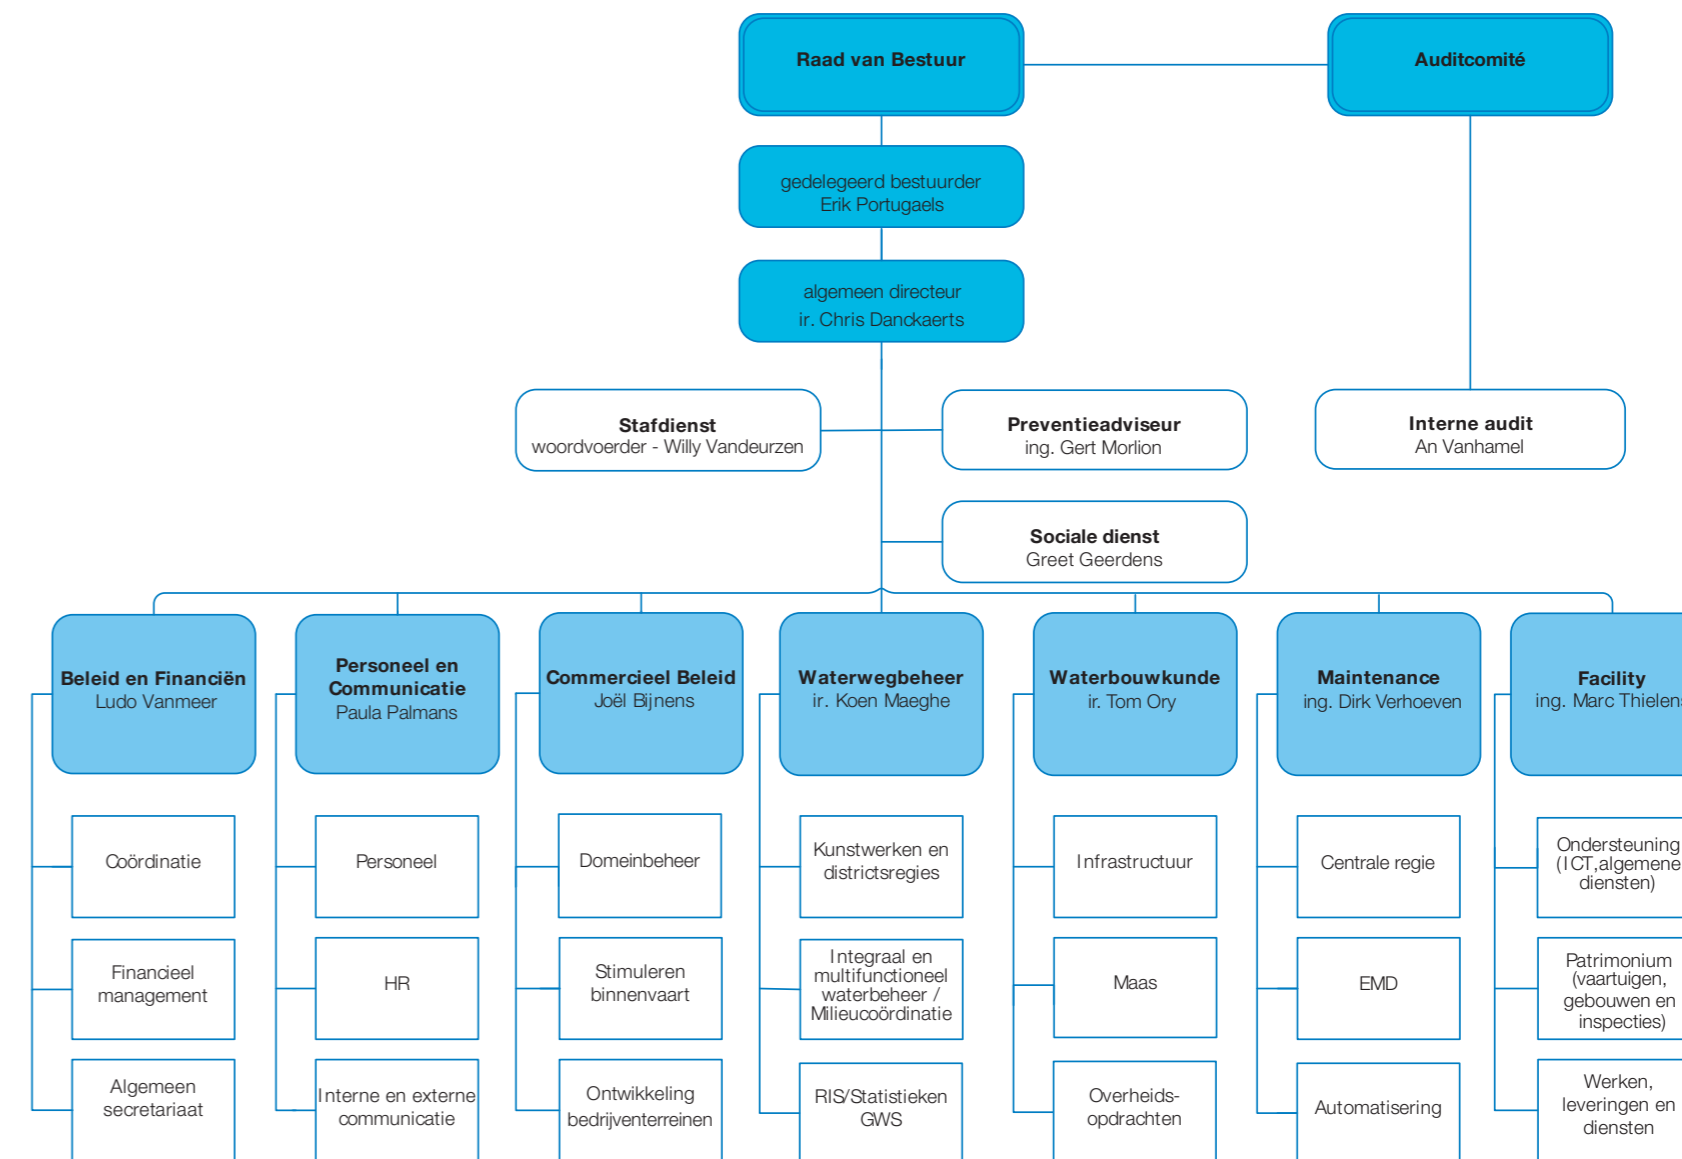 Raad van Bestuur
Auditcomité
gedelegeerd bestuurder
Erik Portugaels
algemeen directeur
ir. Chris Danckaerts
Stafdienst
woordvoerder - Willy Vandeurzen
Preventieadviseur
ing. Gert Morlion
Interne audit
An Vanhamel
Sociale dienst
Greet Geerdens
Beleid en Financiën
Ludo Vanmeer
Personeel en
Communicatie
Paula Palmans
Commercieel Beleid
Joël Bijnens
Waterwegbeheer
ir. Koen Maeghe
Waterbouwkunde
ir. Tom Ory
Maintenance
ing. Dirk Verhoeven
Facility
ing. Marc Thielens
Coördinatie
Personeel
Domeinbeheer
Kunstwerken en
districtsregies
Infrastructuur
Centrale regie
Ondersteuning
(ICT,algemene
diensten)
Financieel
management
HR
Stimuleren
binnenvaart
Integraal en
multifunctioneel
waterbeheer /
Milieucoördinatie
Maas
EMD
Patrimonium
(vaartuigen,
gebouwen en
inspecties)
Algemeen
secretariaat
Interne en externe
communicatie
Ontwikkeling
bedrijventerreinen
RIS/Statistieken
GWS
Overheids-
opdrachten
Automatisering
Werken,
leveringen en
diensten